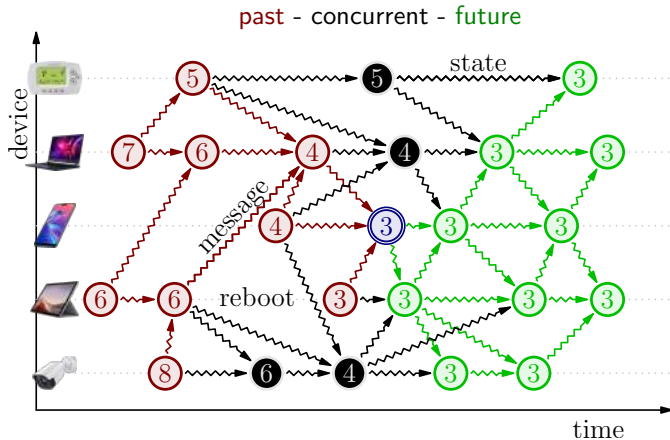 past - concurrent - future
device
5 5 state 3
7 6 4 4 3 3
message
4 3 3 3
6 6 reboot 3 3 3 3
8 6 4 3 3
time